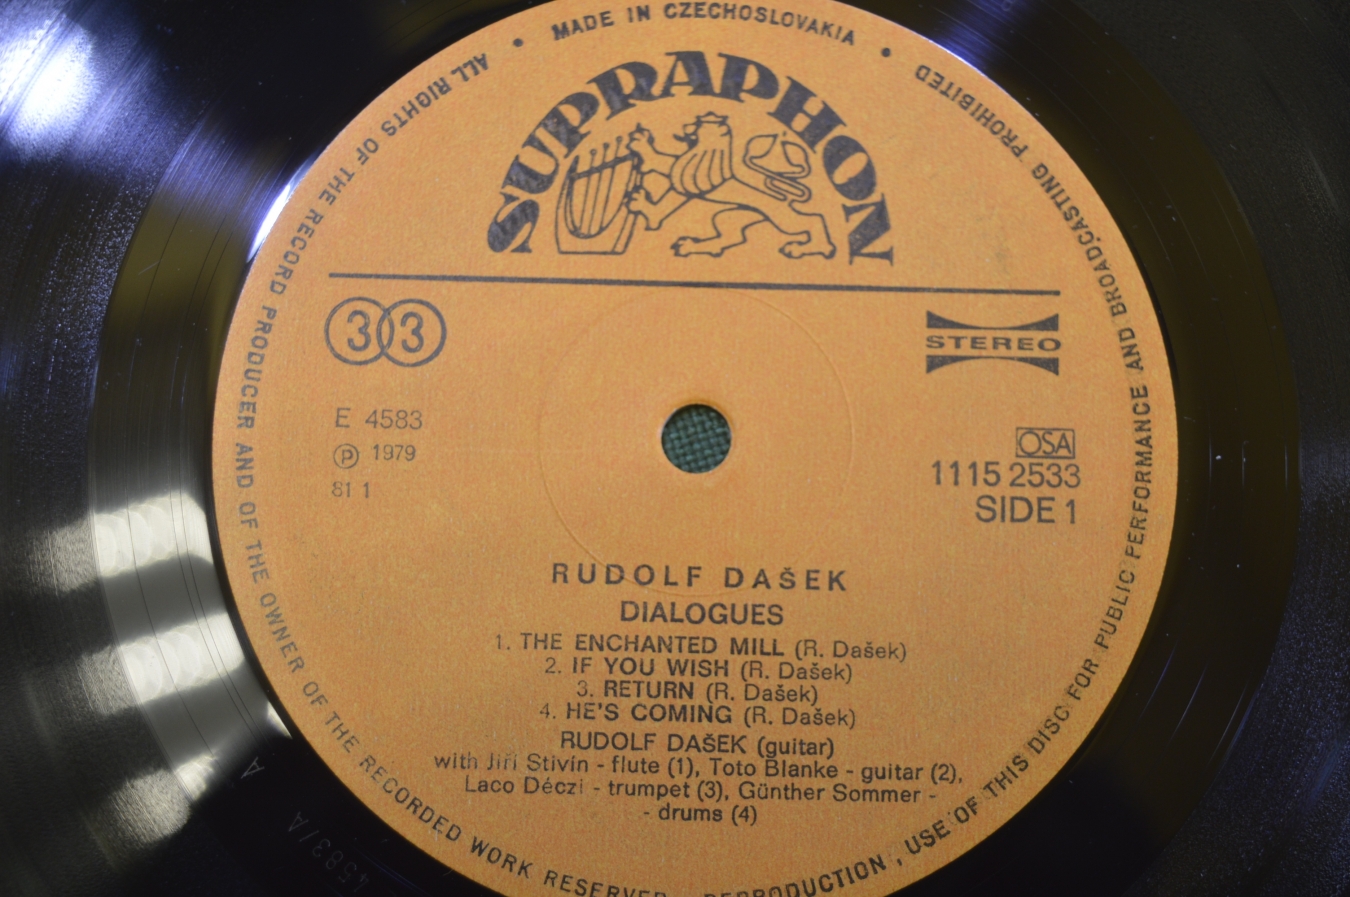 ALL RIGHTS OF THE RECORD PRODUCER AND OF THE OWNER OF THE RECORDED WORK RESERVED REPRODUCTION, USE OF THIS DISC FOR PUBLIC PERFORMANCE AND BROADCASTING PROHIBITED
• MADE IN CZECHOSLOVAKIA •
SUPRAPHON
33
STEREO
E 4583
Ⓟ 1979
81 1
OSA
1115 2533
SIDE 1
RUDOLF DAŠEK
DIALOGUES
1. THE ENCHANTED MILL (R. Dašek)
2. IF YOU WISH (R. Dašek)
3. RETURN (R. Dašek)
4. HE'S COMING (R. Dašek)
RUDOLF DAŠEK (guitar)
with Jiří Stivín - flute (1), Toto Blanke - guitar (2),
Laco Déczi - trumpet (3), Günther Sommer -
- drums (4)
4583/A
A